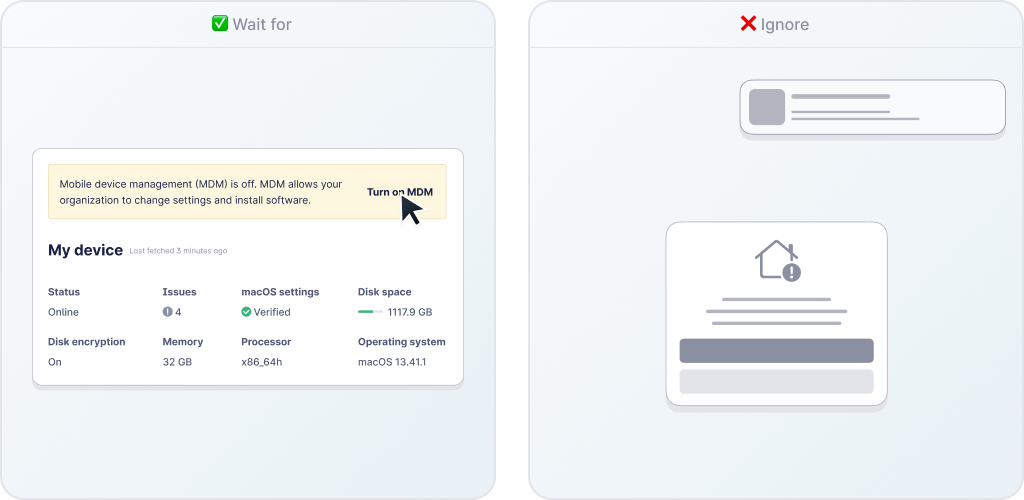 ✅ Wait for
Mobile device management (MDM) is off. MDM allows your
organization to change settings and install software.
Turn on MDM
My device Last fetched 3 minutes ago
Status Issues macOS settings Disk space
Online 4 Verified 1117.9 GB
Disk encryption Memory Processor Operating system
On 32 GB x86_64h macOS 13.41.1
❌ Ignore